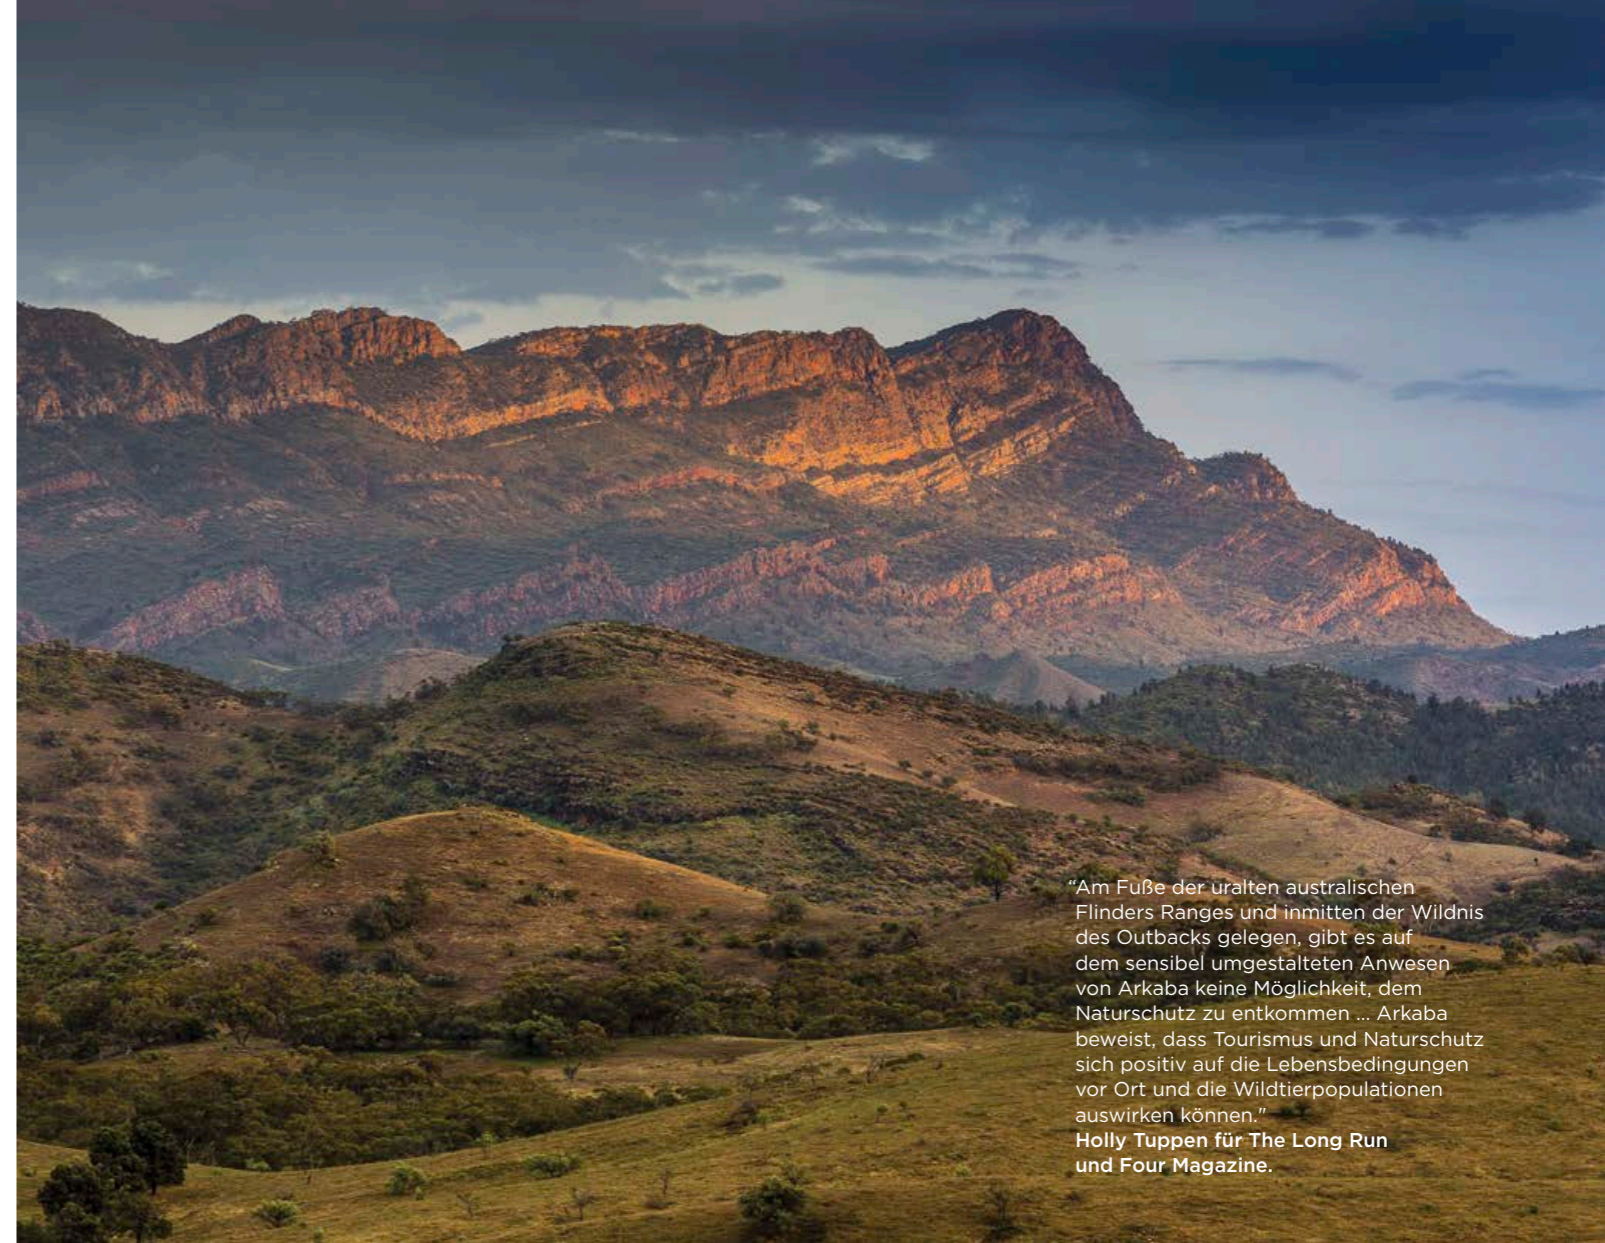 “Am Fuße der uralten australischen
Flinders Ranges und inmitten der Wildnis
des Outbacks gelegen, gibt es auf
dem sensibel umgestalteten Anwesen
von Arkaba keine Möglichkeit, dem
Naturschutz zu entkommen ... Arkaba
beweist, dass Tourismus und Naturschutz
sich positiv auf die Lebensbedingungen
vor Ort und die Wildtierpopulationen
auswirken können."
Holly Tuppen für The Long Run
und Four Magazine.